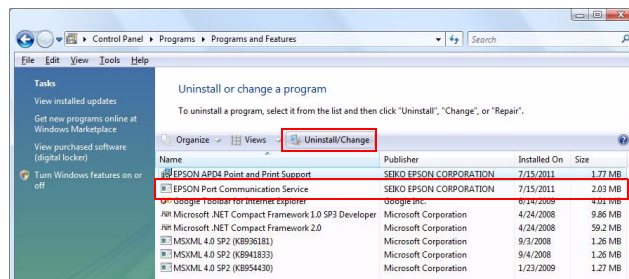 Control Panel ▸ Programs ▸ Programs and Features
Search
File Edit View Tools Help
Tasks
View installed updates
Get new programs online at
Windows Marketplace
View purchased software
(digital locker)
Turn Windows features on or
off
Uninstall or change a program
To uninstall a program, select it from the list and then click "Uninstall", "Change", or "Repair".
Organize Views Uninstall/Change
Name Publisher Installed On Size
EPSON APD4 Point and Print Support SEIKO EPSON CORPORATION 7/15/2011 1.77 MB
EPSON Port Communication Service SEIKO EPSON CORPORATION 7/15/2011 2.03 MB
Google Toolbar for Internet Explorer Google Inc. 6/14/2009 4.01 MB
Microsoft .NET Compact Framework 1.0 SP3 Developer Microsoft Corporation 4/24/2008 9.86 MB
Microsoft .NET Compact Framework 2.0 Microsoft Corporation 4/24/2008 59.2 MB
MSXML 4.0 SP2 (KB936181) Microsoft Corporation 9/3/2008 1.26 MB
MSXML 4.0 SP2 (KB941833) Microsoft Corporation 9/4/2008 1.26 MB
MSXML 4.0 SP2 (KB954430) Microsoft Corporation 1/23/2009 1.27 MB